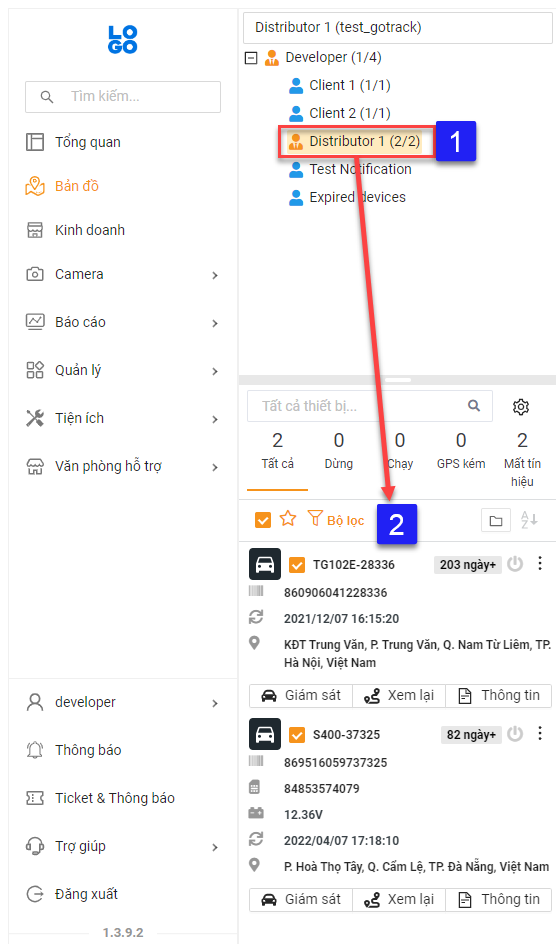 LO
GO
Tìm kiếm...
Tổng quan
Bản đồ
Kinh doanh
Camera
Báo cáo
Quản lý
Tiện ích
Văn phòng hỗ trợ
developer
Thông báo
Ticket & Thông báo
Trợ giúp
Đăng xuất
1.3.9.2
Distributor 1 (test_gotrack)
Developer (1/4)
Client 1 (1/1)
Client 2 (1/1)
Distributor 1 (2/2) 1
Test Notification
Expired devices
Tất cả thiết bị...
2 0 0 0 2
Tất cả Dừng Chạy GPS kém Mất tín hiệu
Bộ lọc 2 A Z
TG102E-28336 203 ngày+
860906041228336
2021/12/07 16:15:20
KĐT Trung Văn, P. Trung Văn, Q. Nam Từ Liêm, TP.
Hà Nội, Việt Nam
Giám sát Xem lại Thông tin
S400-37325 82 ngày+
869516059737325
84853574079
12.36V
2022/04/07 17:18:10
P. Hoà Thọ Tây, Q. Cẩm Lệ, TP. Đà Nẵng, Việt Nam
Giám sát Xem lại Thông tin